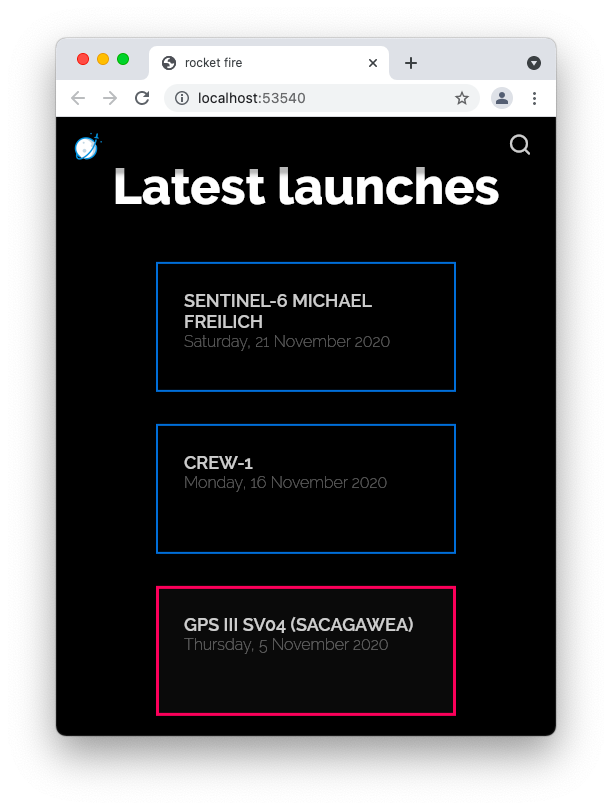 rocket fire
localhost:53540
Latest launches
SENTINEL-6 MICHAEL
FREILICH
Saturday, 21 November 2020
CREW-1
Monday, 16 November 2020
GPS III SV04 (SACAGAWEA)
Thursday, 5 November 2020